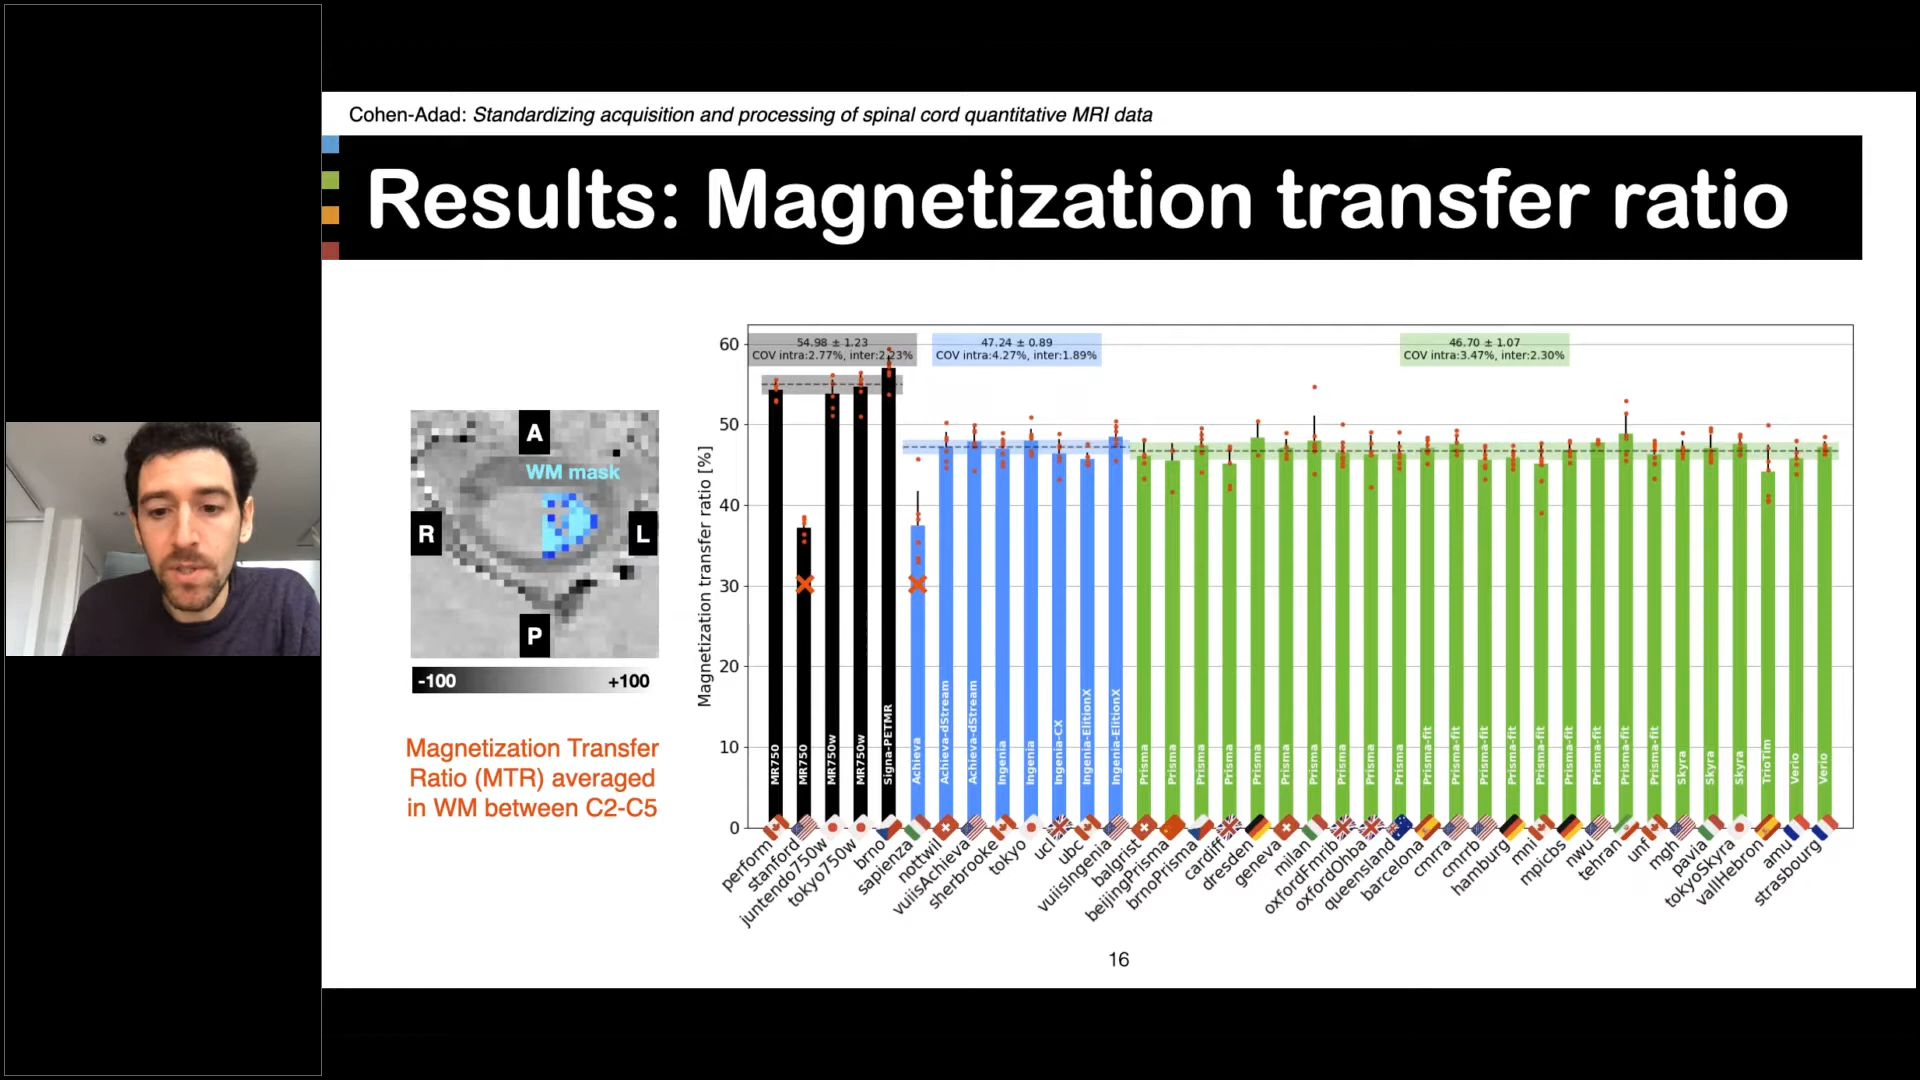 Cohen-Adad: Standardizing acquisition and processing of spinal cord quantitative MRI data
Results: Magnetization transfer ratio
A
WM mask
R
L
P
-100
+100
Magnetization Transfer
Ratio (MTR) averaged
in WM between C2-C5
Magnetization transfer ratio [%]
60
50
40
30
20
10
0
54.98 ± 1.23
COV intra:2.77%, inter:2.23%
47.24 ± 0.89
COV intra:4.27%, inter:1.89%
46.70 ± 1.07
COV intra:3.47%, inter:2.30%
MR750
MR750
MR750w
MR750w
Signa-PETMR
Achieva
Achieva-dStream
Achieva-dStream
Ingenia
Ingenia
Ingenia-CX
Ingenia-ElitionX
Ingenia-ElitionX
Prisma
Prisma
Prisma
Prisma
Prisma
Prisma
Prisma
Prisma
Prisma
Prisma
Prisma-fit
Prisma-fit
Prisma-fit
Prisma-fit
Prisma-fit
Prisma-fit
Prisma-fit
Prisma-fit
Prisma-fit
Skyra
Skyra
Skyra
TrioTim
Verio
Verio
perform
stanford
juntendo750w
tokyo750w
brno
sapienza
nottwil
vuiisAchieva
sherbrooke
tokyo
ucl
ubc
vuiisIngenia
balgrist
beijingPrisma
brnoPrisma
cardiff
dresden
geneva
milan
oxfordFmrib
oxfordOhba
queensland
barcelona
cmrra
cmrrb
hamburg
mni
mpicbs
nwu
tehran
unf
mgh
pavia
tokyoSkyra
vallHebron
amu
strasbourg
16